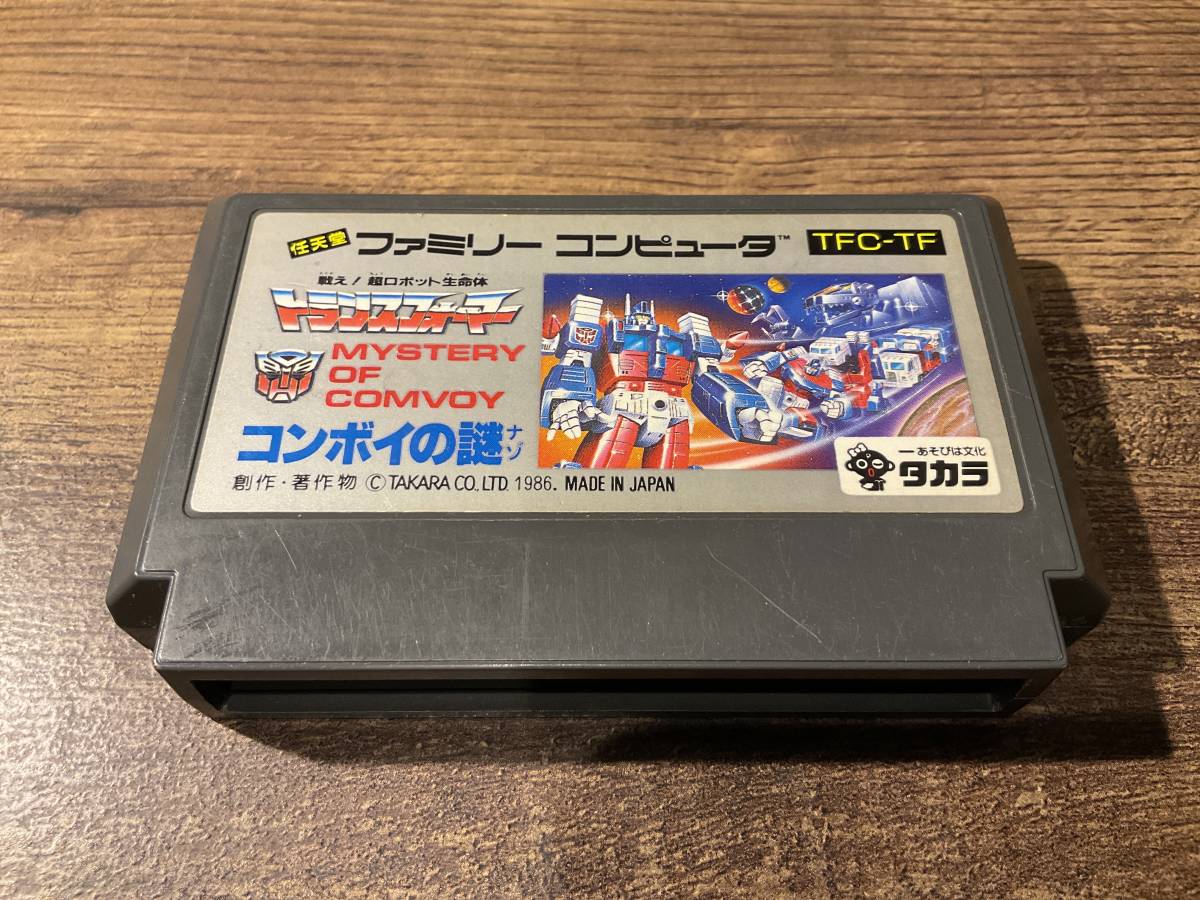 任天堂 ファミリー コンピュータ™ TFC-TF
戦え!超ロボット生命体
トランスフォーマー
MYSTERY
OF
COMVOY
コンボイの謎ナゾ
創作・著作物 ©TAKARA CO.,LTD. 1986. MADE IN JAPAN
ーあそびは文化
タカラ